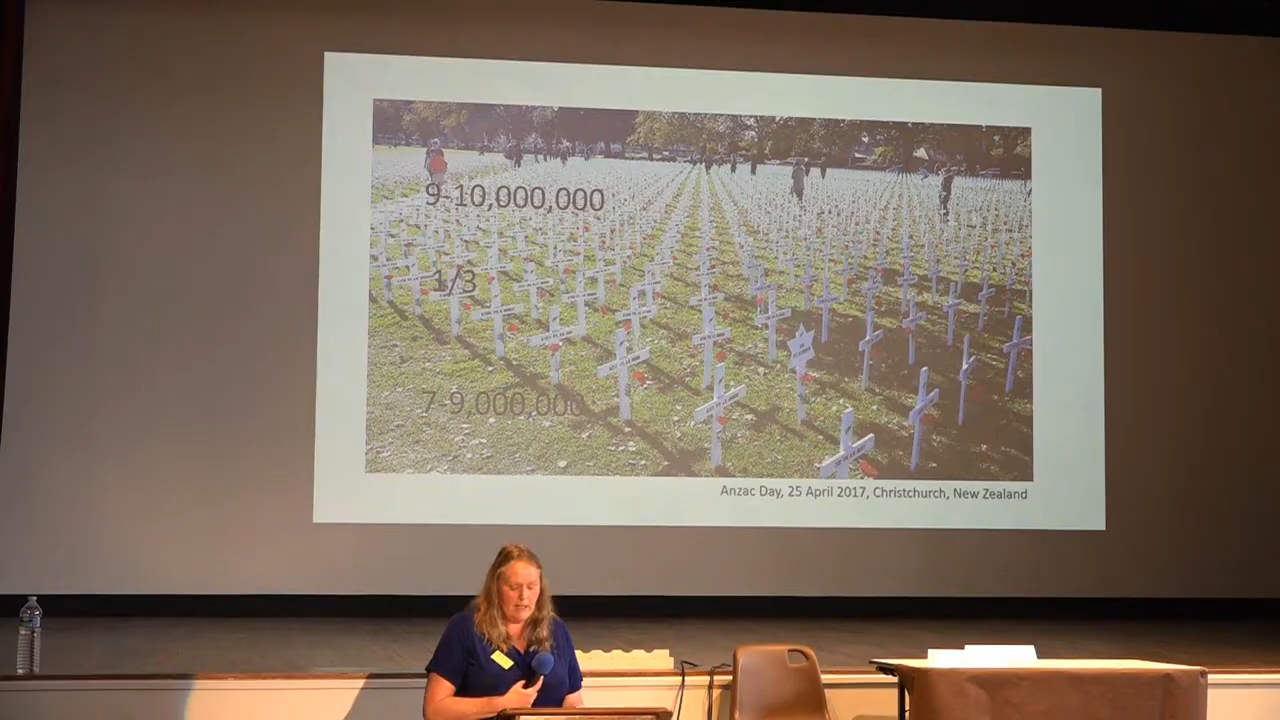 9-10,000,000
1/3
7-9,000,000
Anzac Day, 25 April 2017, Christchurch, New Zealand